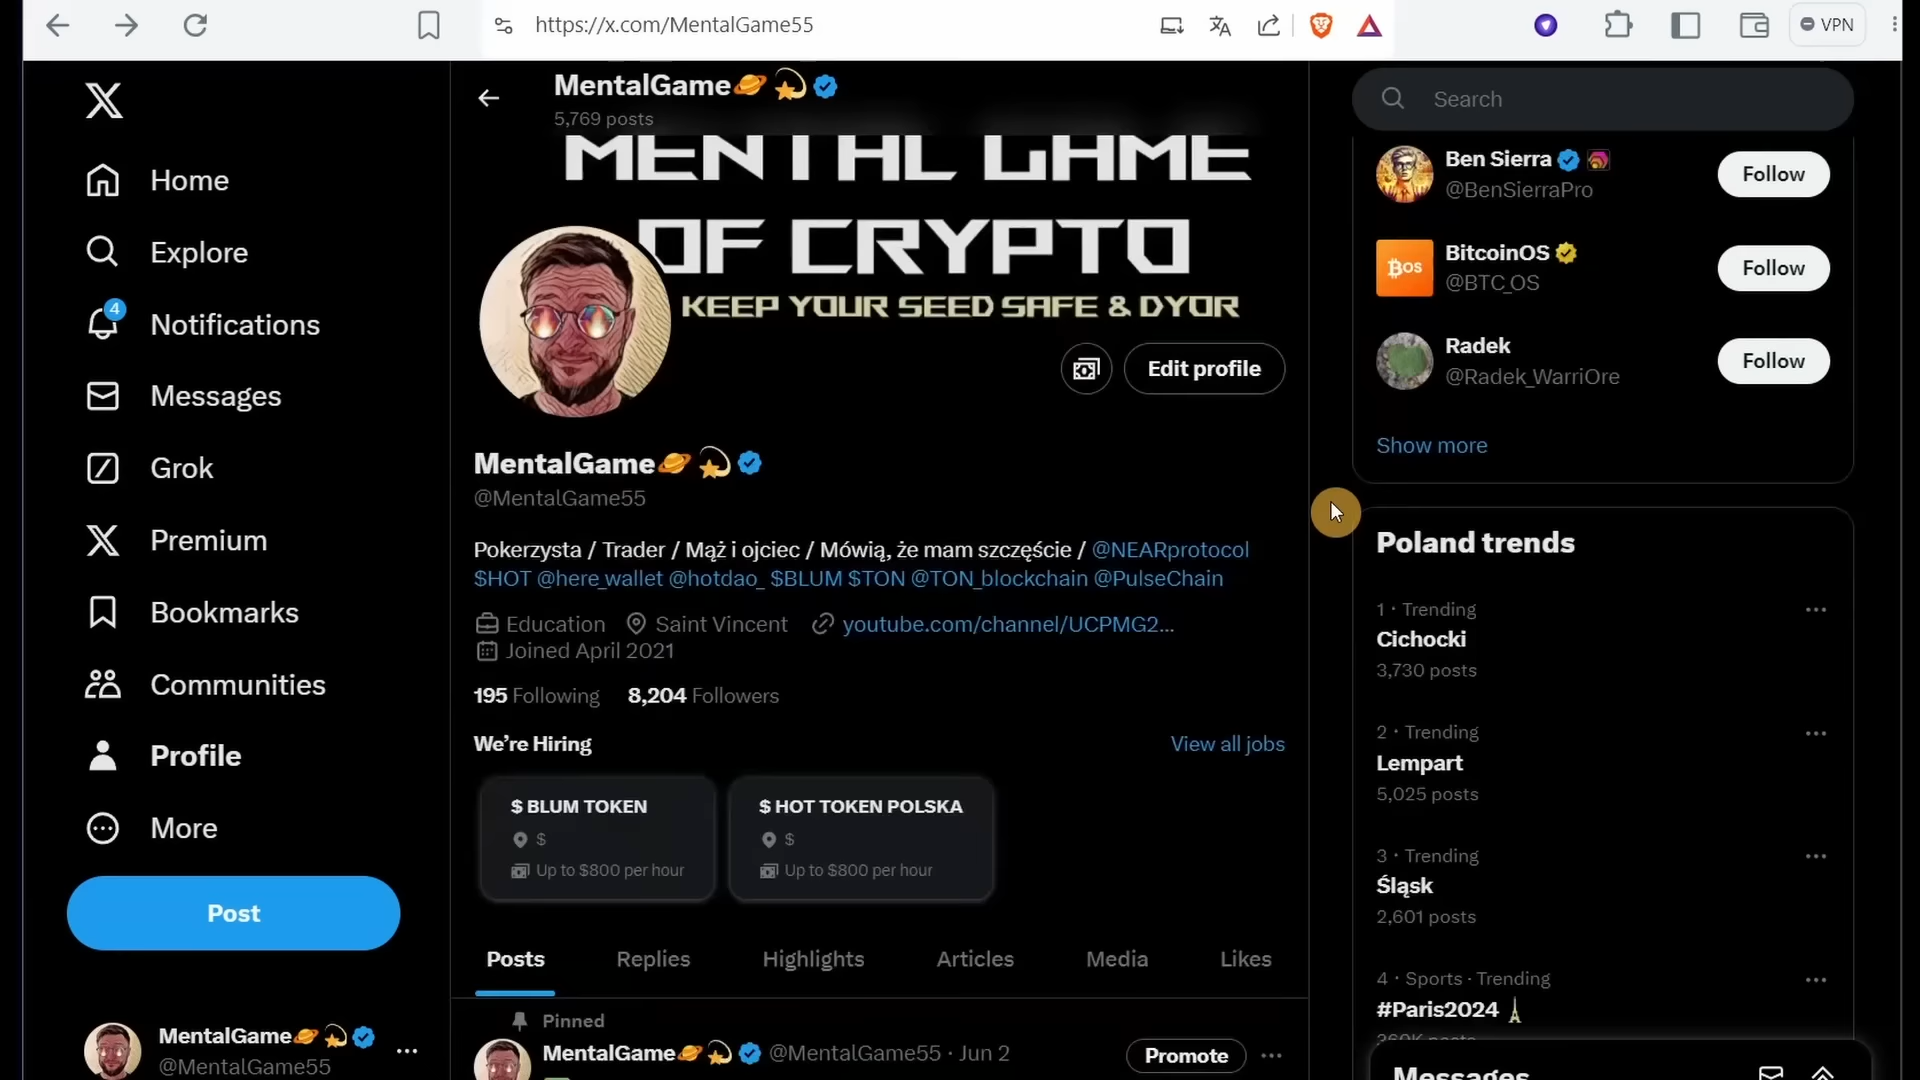 https://x.com/MentalGame55
VPN
Home
Explore
4
Notifications
Messages
Grok
Premium
Bookmarks
Communities
Profile
More
Post
MentalGame
@MentalGame55
MentalGame
5,769 posts
MENTAL GAME
OF CRYPTO
KEEP YOUR SEED SAFE & DYOR
Edit profile
MentalGame
@MentalGame55
Pokerzysta / Trader / Mąż i ojciec / Mówią, że mam szczęście / @NEARprotocol
$HOT @here_wallet @hotdao_ $BLUM $TON @TON_blockchain @PulseChain
Education Saint Vincent youtube.com/channel/UCPMG2...
Joined April 2021
195 Following 8,204 Followers
We're Hiring View all jobs
$ BLUM TOKEN
$
Up to $800 per hour
$ HOT TOKEN POLSKA
$
Up to $800 per hour
Posts Replies Highlights Articles Media Likes
Pinned
MentalGame @MentalGame55 · Jun 2
Promote
Search
Ben Sierra
@BenSierraPro
Follow
BOS
BitcoinOS
@BTC_OS
Follow
Radek
@Radek_WarriOre
Follow
Show more
Poland trends
1 · Trending
Cichocki
3,730 posts
2 · Trending
Lempart
5,025 posts
3 · Trending
Śląsk
2,601 posts
4 · Sports · Trending
#Paris2024
Messages